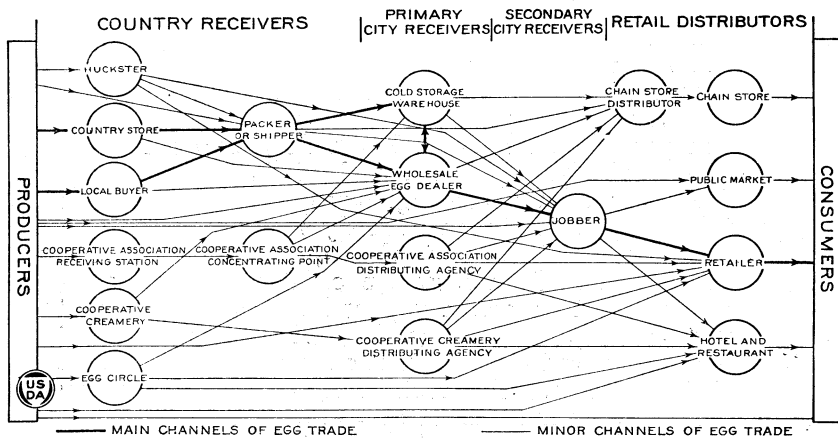 COUNTRY RECEIVERS
PRIMARY
CITY RECEIVERS
SECONDARY
CITY RECEIVERS
RETAIL DISTRIBUTORS
PRODUCERS
HUCKSTER
COUNTRY STORE
LOCAL BUYER
COOPERATIVE ASSOCIATION
RECEIVING STATION
COOPERATIVE
CREAMERY
EGG CIRCLE
PACKER
OR SHIPPER
COOPERATIVE ASSOCIATION
CONCENTRATING POINT
COLD STORAGE
WAREHOUSE
WHOLESALE
EGG DEALER
COOPERATIVE ASSOCIATION
DISTRIBUTING AGENCY
COOPERATIVE CREAMERY
DISTRIBUTING AGENCY
JOBBER
CHAIN STORE
DISTRIBUTOR
CHAIN STORE
PUBLIC MARKET
RETAILER
HOTEL AND
RESTAURANT
CONSUMERS
US
DA
MAIN CHANNELS OF EGG TRADE
MINOR CHANNELS OF EGG TRADE